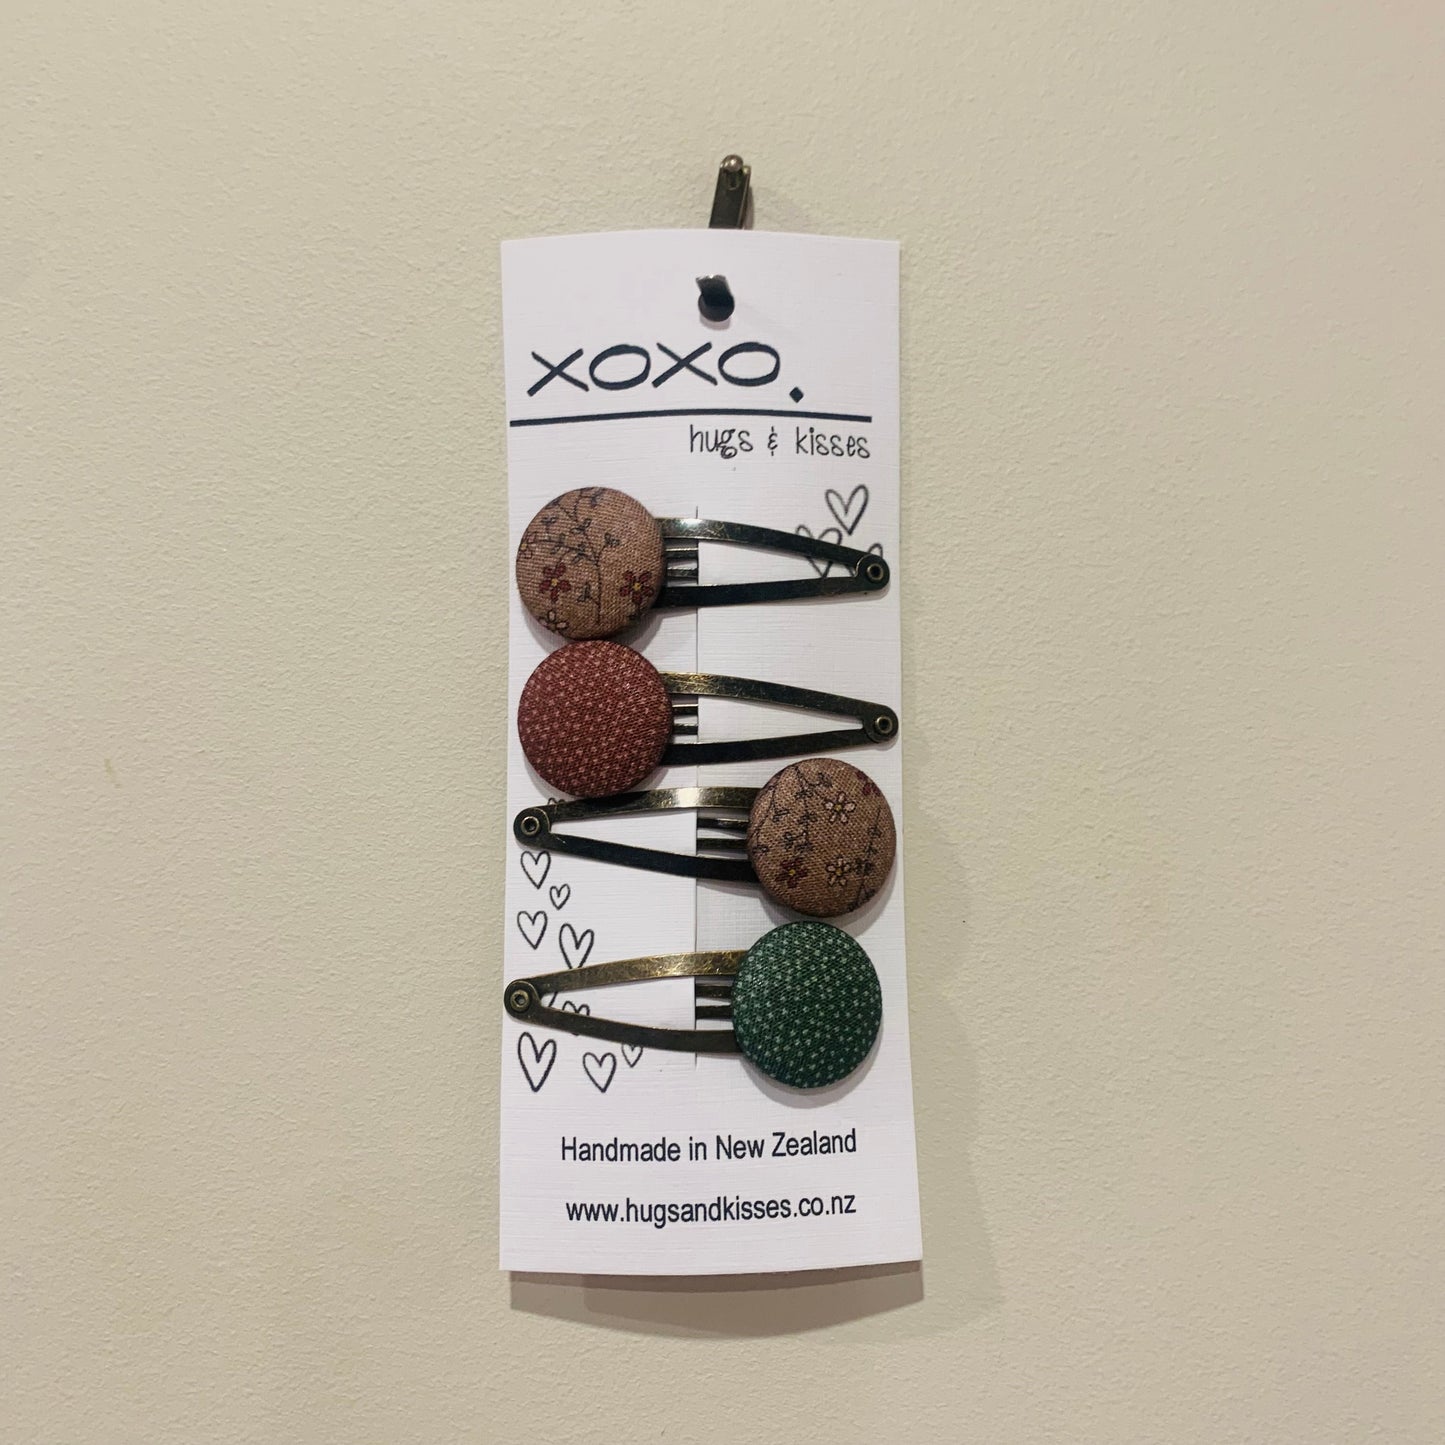 xoxo.
hugs & kisses
Handmade in New Zealand
www.hugsandkisses.co.nz